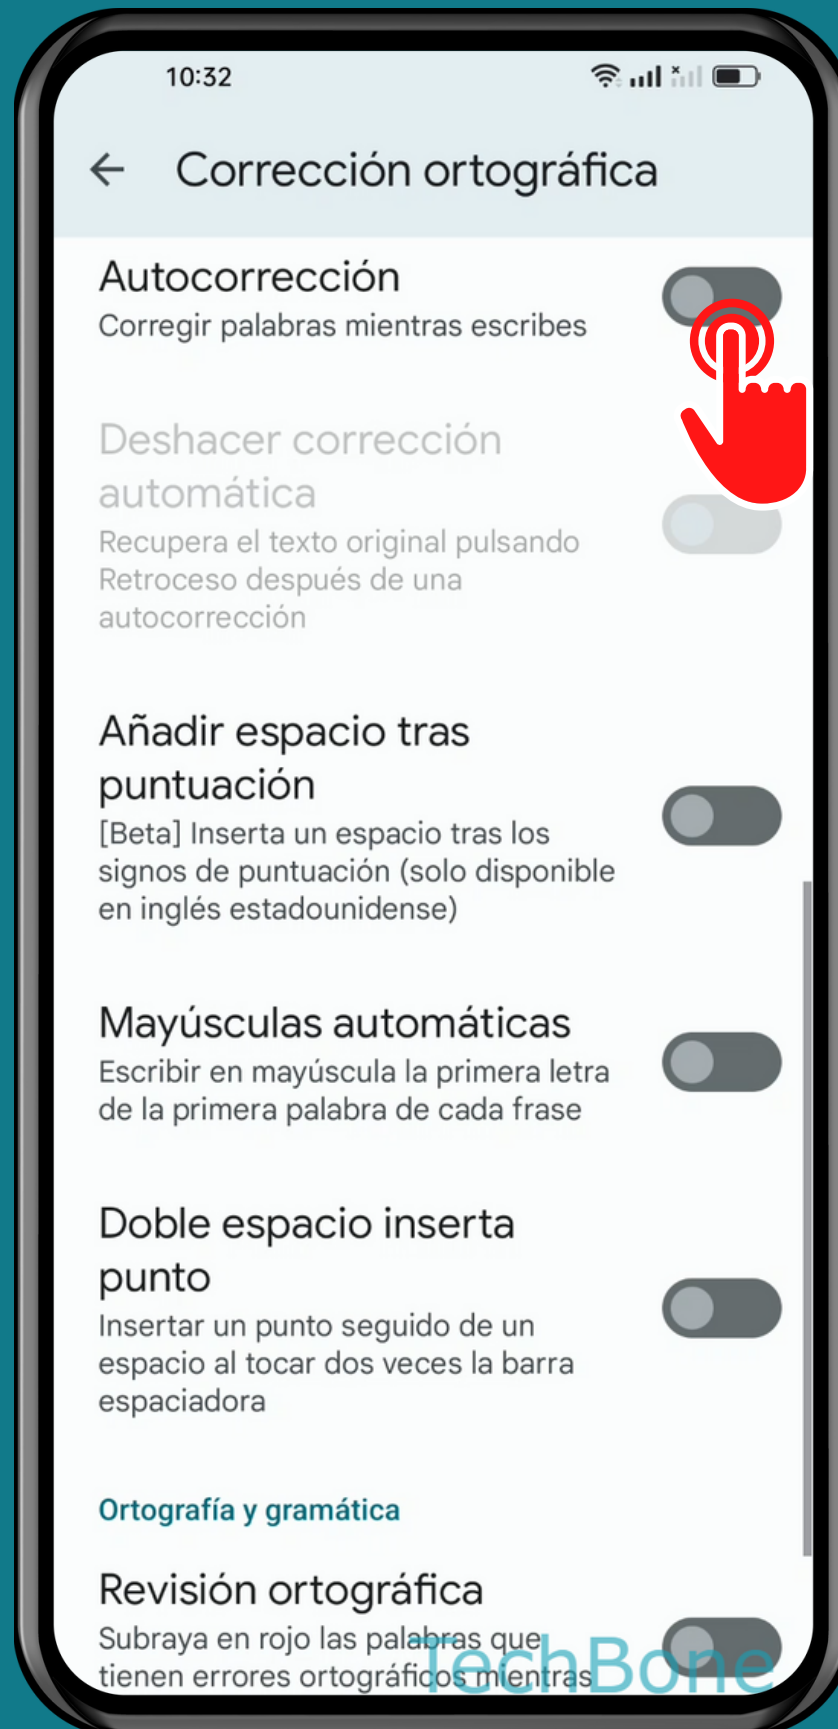 10:32
Corrección ortográfica
Autocorrección
Corregir palabras mientras escribes
Deshacer corrección
automática
Recupera el texto original pulsando
Retroceso después de una
autocorrección
Añadir espacio tras
puntuación
[Beta] Inserta un espacio tras los
signos de puntuación (solo disponible
en inglés estadounidense)
Mayúsculas automáticas
Escribir en mayúscula la primera letra
de la primera palabra de cada frase
Doble espacio inserta
punto
Insertar un punto seguido de un
espacio al tocar dos veces la barra
espaciadora
Ortografía y gramática
Revisión ortográfica
Subraya en rojo las palabras que
tienen errores ortográficos mientras
TechBone